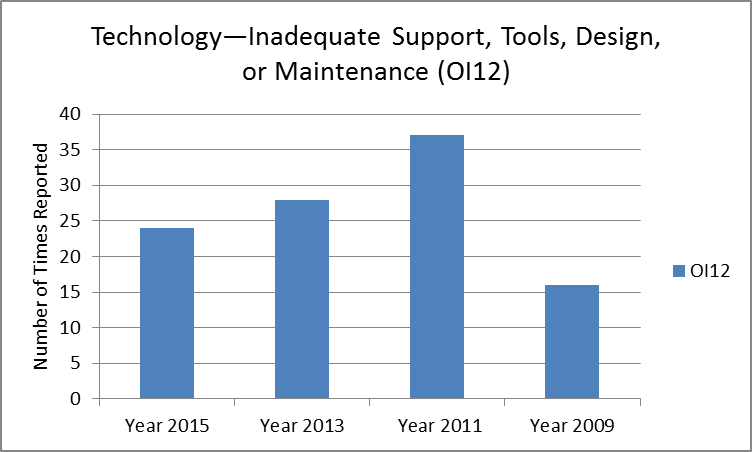 Technology—Inadequate Support, Tools, Design,
or Maintenance (OI12)
Number of Times Reported
40
35
30
25
20
15
10
5
0
Year 2015
Year 2013
Year 2011
Year 2009
OI12